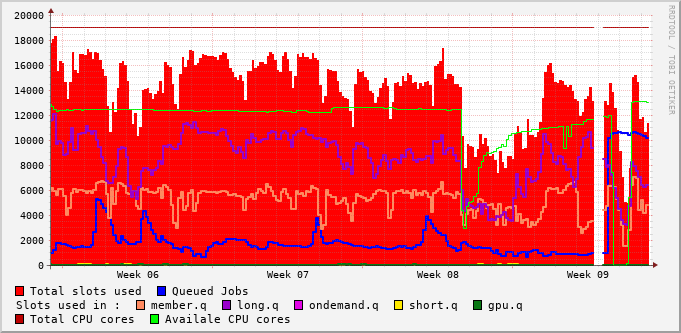 RRDTOOL / TOBI OETIKER
20000
18000
16000
14000
12000
10000
8000
6000
4000
2000
0
Week 06 Week 07 Week 08 Week 09
Total slots used Queued Jobs
Slots used in : member.q long.q ondemand.q short.q gpu.q
Total CPU cores Availale CPU cores